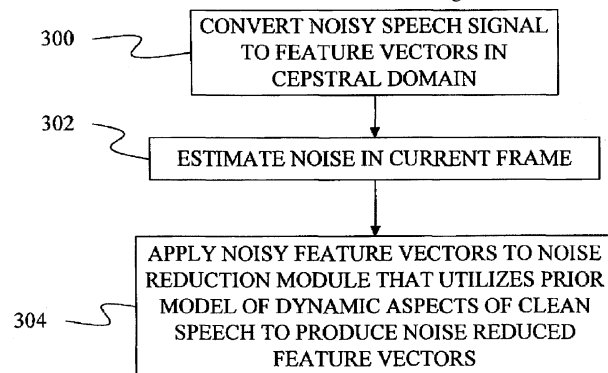 300
CONVERT NOISY SPEECH SIGNAL
TO FEATURE VECTORS IN
CEPSTRAL DOMAIN
302
ESTIMATE NOISE IN CURRENT FRAME
304
APPLY NOISY FEATURE VECTORS TO NOISE
REDUCTION MODULE THAT UTILIZES PRIOR
MODEL OF DYNAMIC ASPECTS OF CLEAN
SPEECH TO PRODUCE NOISE REDUCED
FEATURE VECTORS